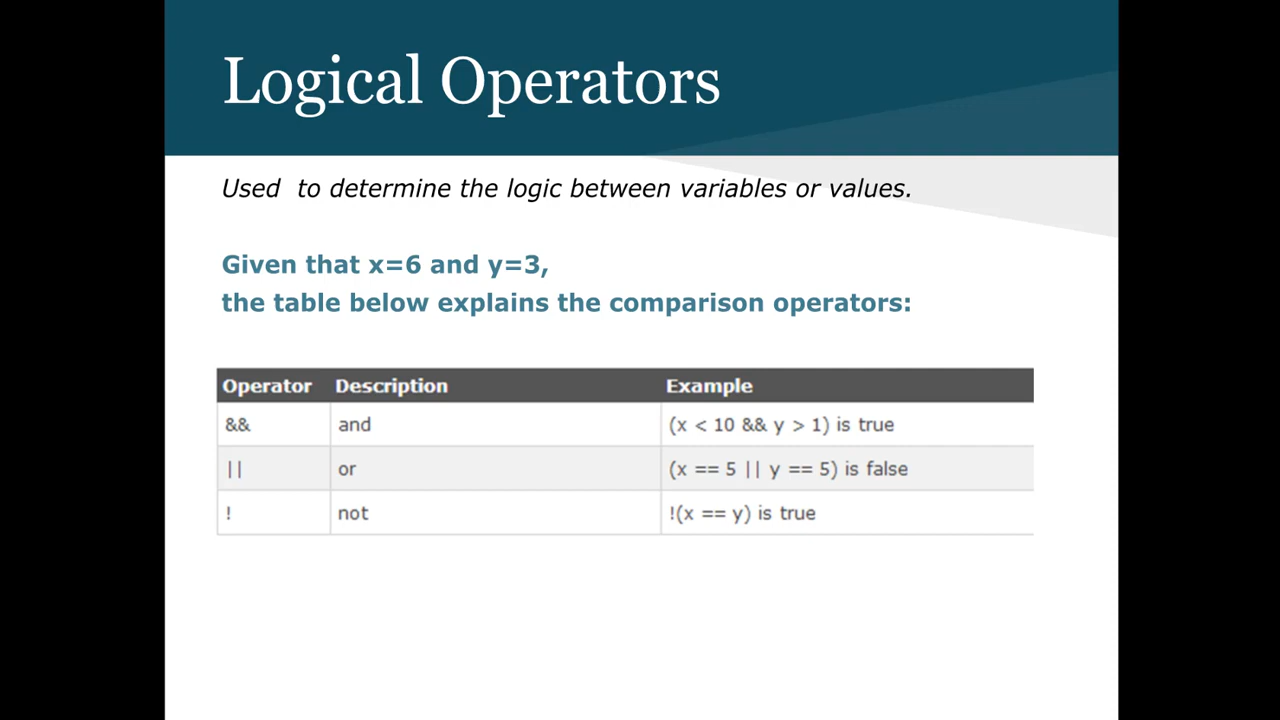 Logical Operators
Used  to determine the logic between variables or values.
Given that x=6 and y=3,
the table below explains the comparison operators:
Operator Description Example
&& and (x < 10 && y > 1) is true
|| or (x == 5 || y == 5) is false
! not !(x == y) is true